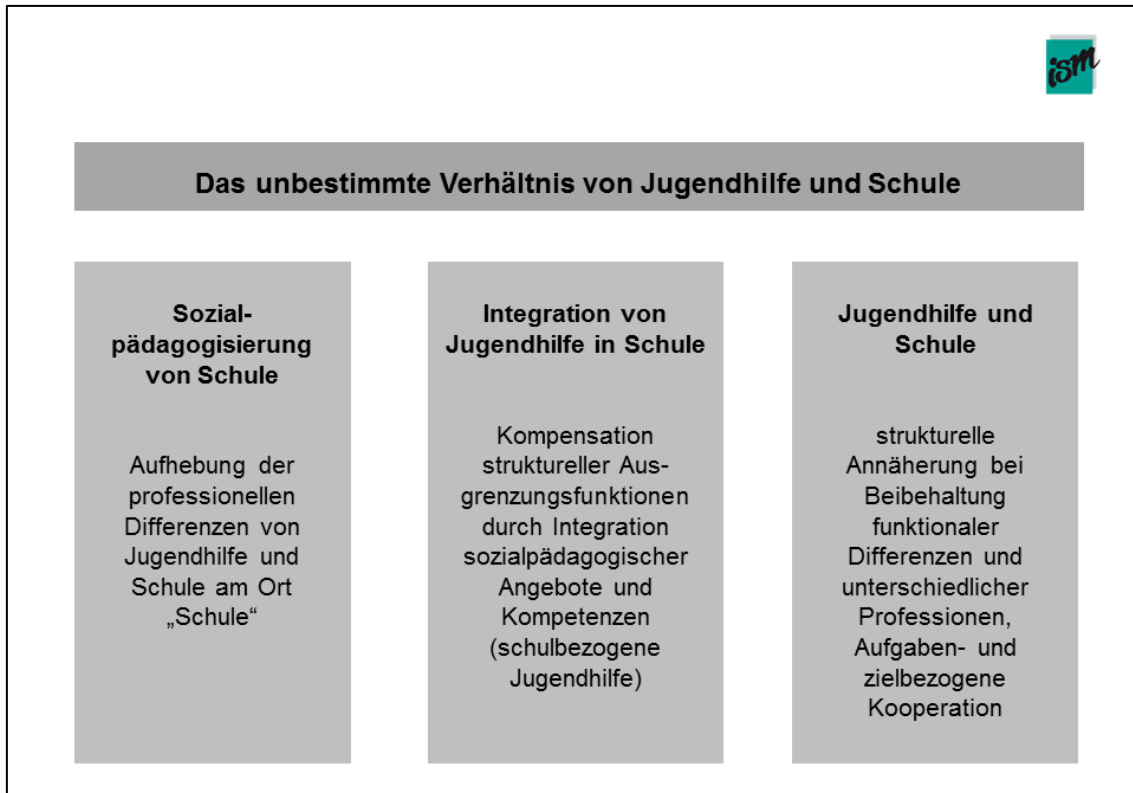 ism
Das unbestimmte Verhältnis von Jugendhilfe und Schule
Sozial-
pädagogisierung
von Schule
Aufhebung der
professionellen
Differenzen von
Jugendhilfe und
Schule am Ort
„Schule“
Integration von
Jugendhilfe in Schule
Kompensation
struktureller Aus-
grenzungsfunktionen
durch Integration
sozialpädagogischer
Angebote und
Kompetenzen
(schulbezogene
Jugendhilfe)
Jugendhilfe und
Schule
strukturelle
Annäherung bei
Beibehaltung
funktionaler
Differenzen und
unterschiedlicher
Professionen,
Aufgaben- und
zielbezogene
Kooperation